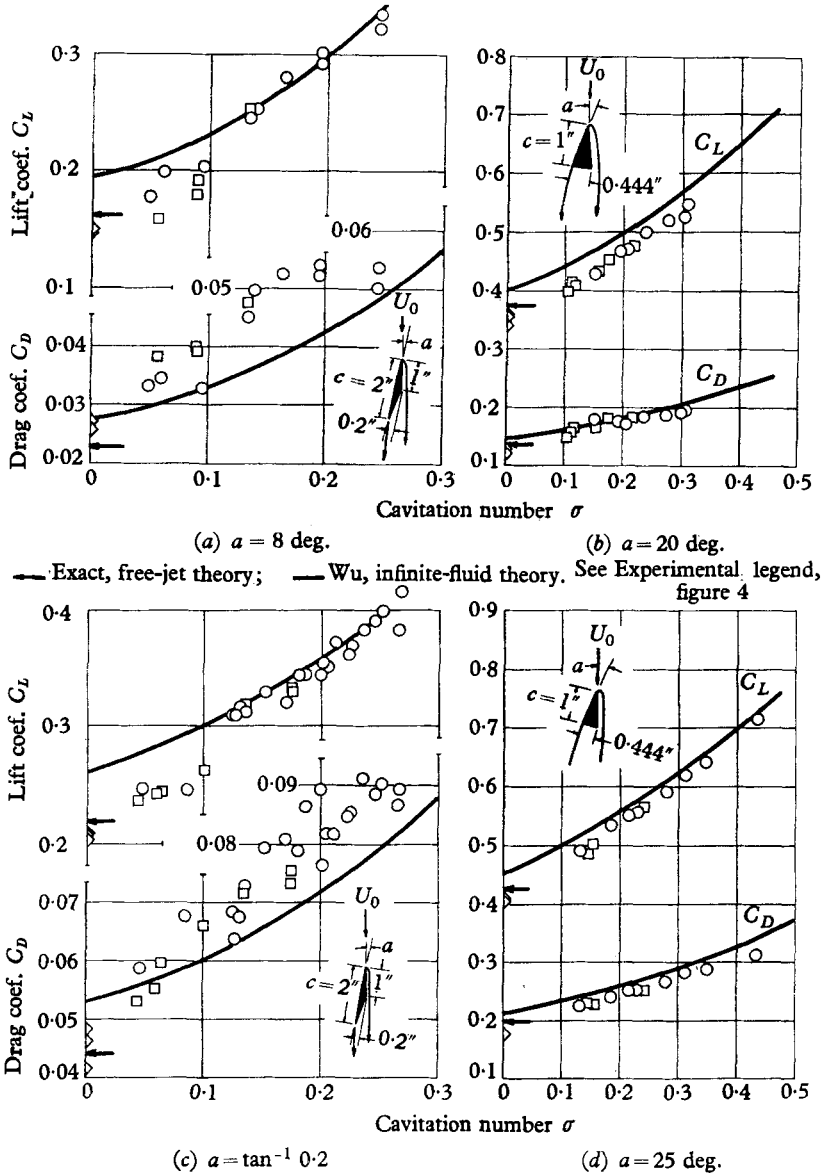 Lift coef. C_L
0·3
0·2
0·1
Drag coef. C_D
0·06
0·05
0·04
0·03
0·02
U₀
a
c = 2″
1″
0·2″
0
0.1
0.2
0.3
0·8
0·7
0·6
0·5
0·4
0·3
0·2
0·1
U₀
a
c = 1″
0·444″
C_L
C_D
0
0.1
0.2
0.3
0.4
0.5
Cavitation number σ
(a) a = 8 deg.
(b) a = 20 deg.
Exact, free-jet theory; Wu, infinite-fluid theory. See Experimental legend, figure 4
Lift coef. C_L
0·4
0·3
0·2
Drag coef. C_D
0·09
0·08
0·07
0·06
0·05
0·04
U₀
a
c = 2″
1″
0·2″
0
0.1
0.2
0.3
0·9
0·8
0·7
0·6
0·5
0·4
0·3
0·2
0·1
U₀
a
c = 1″
0·444″
C_L
C_D
0
0.1
0.2
0.3
0.4
0.5
Cavitation number σ
(c) a = tan⁻¹ 0·2
(d) a = 25 deg.